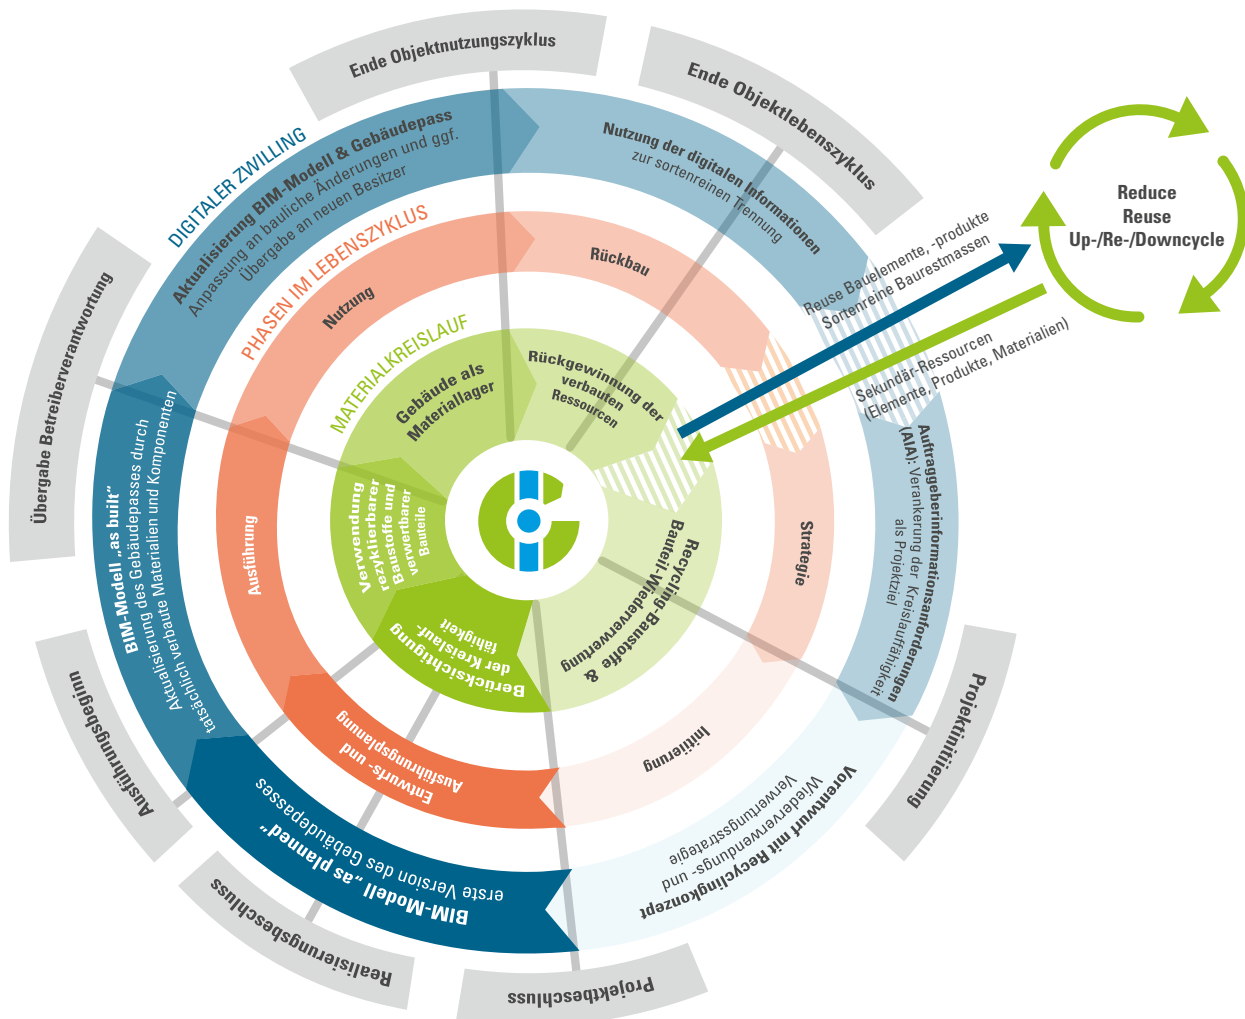 Ende Objektnutzungszyklus
Ende Objektlebenszyklus
Projektinitiierung
Projektbeschluss
Realisierungsbeschluss
Ausführungsbeginn
Übergabe Betreiberverantwortung
DIGITALER ZWILLING
Aktualisierung BIM-Modell & Gebäudepass
Anpassung an bauliche Änderungen und ggf.
Übergabe an neuen Besitzer
Nutzung der digitalen Informationen
zur sortenreinen Trennung
Auftraggeberinformationsanforderungen
(AIA): Verankerung der Kreislauffähigkeit
als Projektziel
Vorentwurf mit Recyclingkonzept
Wiederverwendungs- und
Verwertungsstrategie
BIM-Modell „as planned“
erste Version des Gebäudepasses
BIM-Modell „as built“
Aktualisierung des Gebäudepasses durch
tatsächlich verbaute Materialien und Komponenten
PHASEN IM LEBENSZYKLUS
Nutzung
Rückbau
Strategie
Initiierung
Entwurfs- und
Ausführungsplanung
Ausführung
MATERIALKREISLAUF
Gebäude als
Materiallager
Rückgewinnung der
verbauten
Ressourcen
Recycling-Baustoffe &
Bauteil-Wiederverwertung
Berücksichtigung
der Kreislauf-
fähigkeit
Verwendung
rezyklierbarer
Baustoffe und
verwertbarer
Bauteile
Reuse Bauelemente, -produkte
Sortenreine Baurestmassen
Sekundär-Ressourcen
(Elemente, Produkte, Materialien)
Reduce
Reuse
Up-/Re-/Downcycle